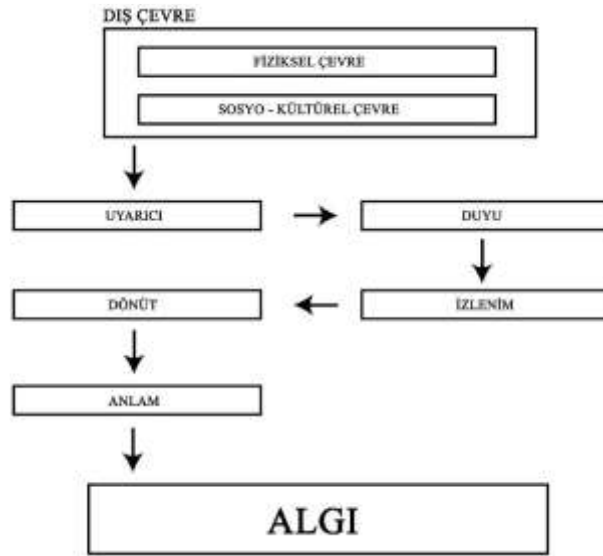 DIŞ ÇEVRE
FİZİKSEL ÇEVRE
SOSYO - KÜLTÜREL ÇEVRE
UYARICI
DUYU
İZLENİM
DÖNÜT
ANLAM
ALGI